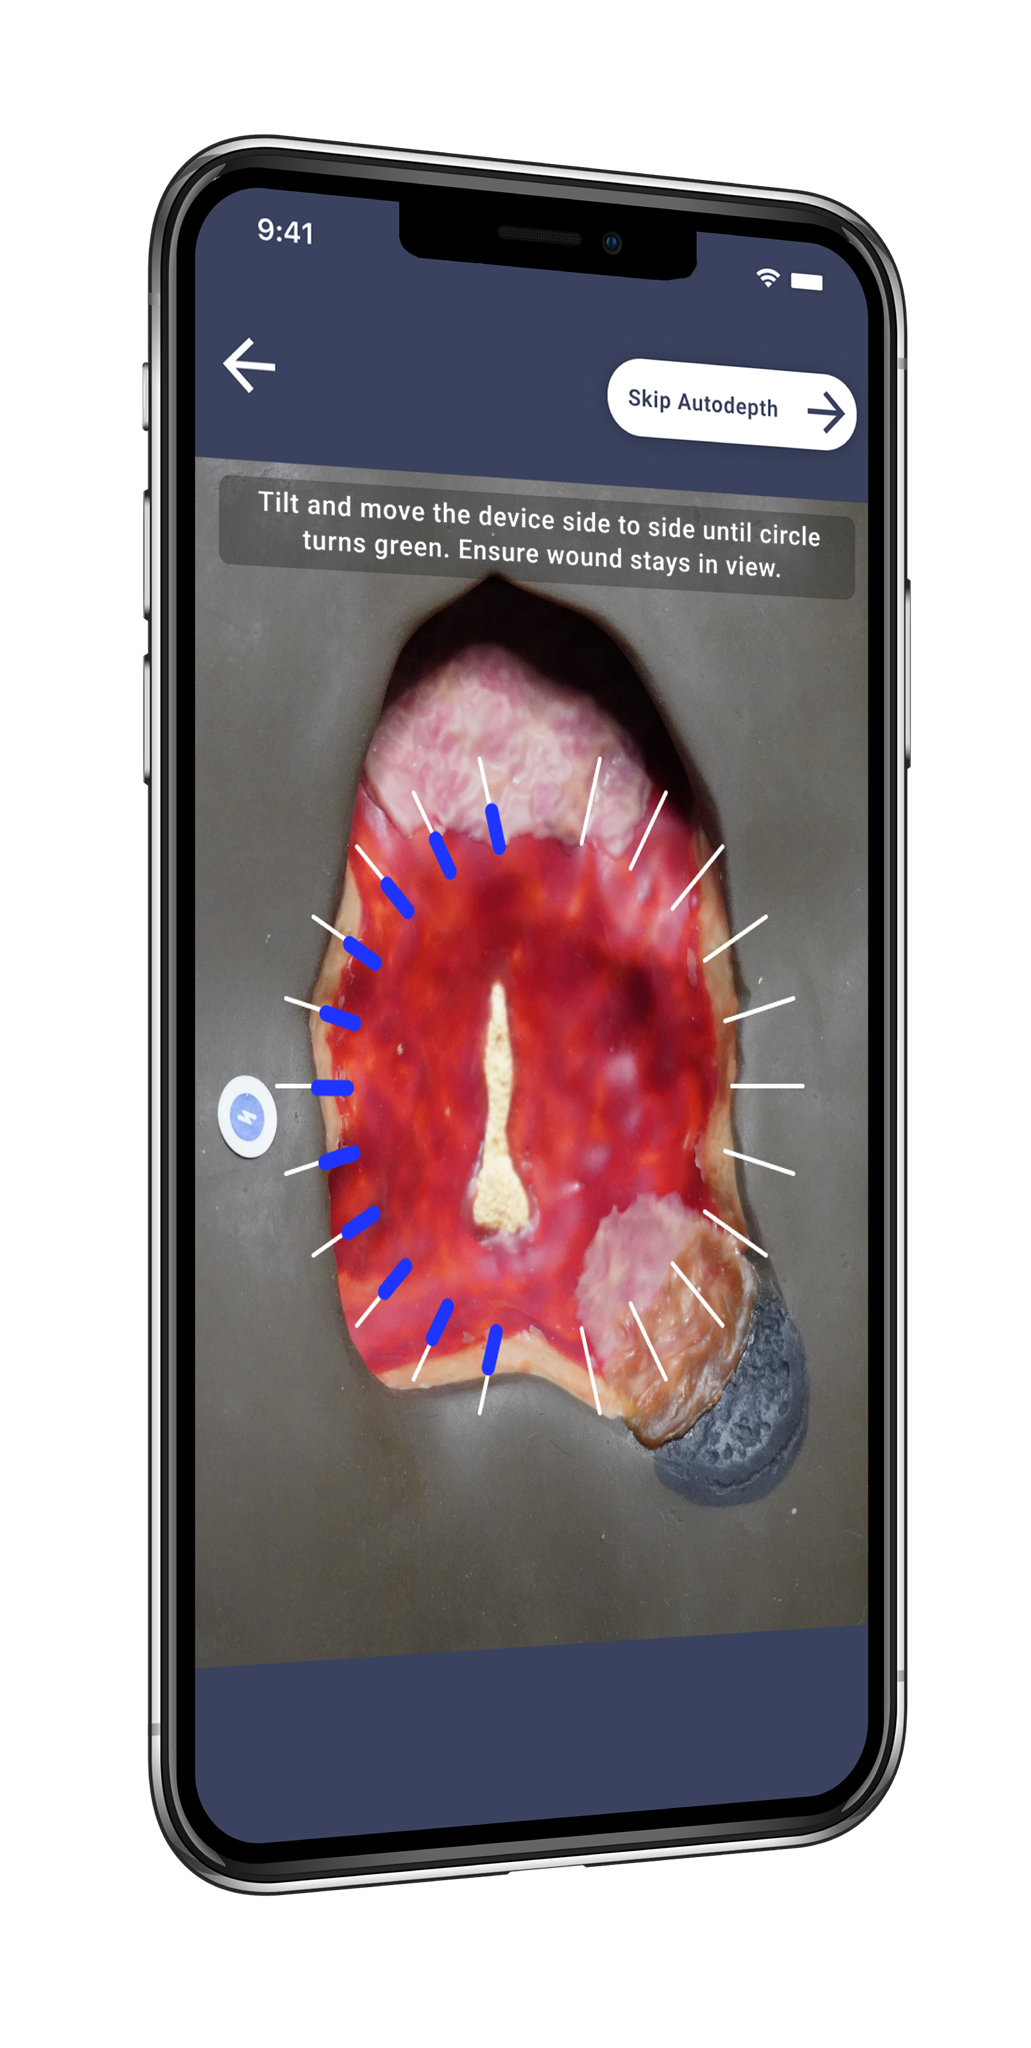 9:41
Skip Autodepth
Tilt and move the device side to side until circle
turns green. Ensure wound stays in view.